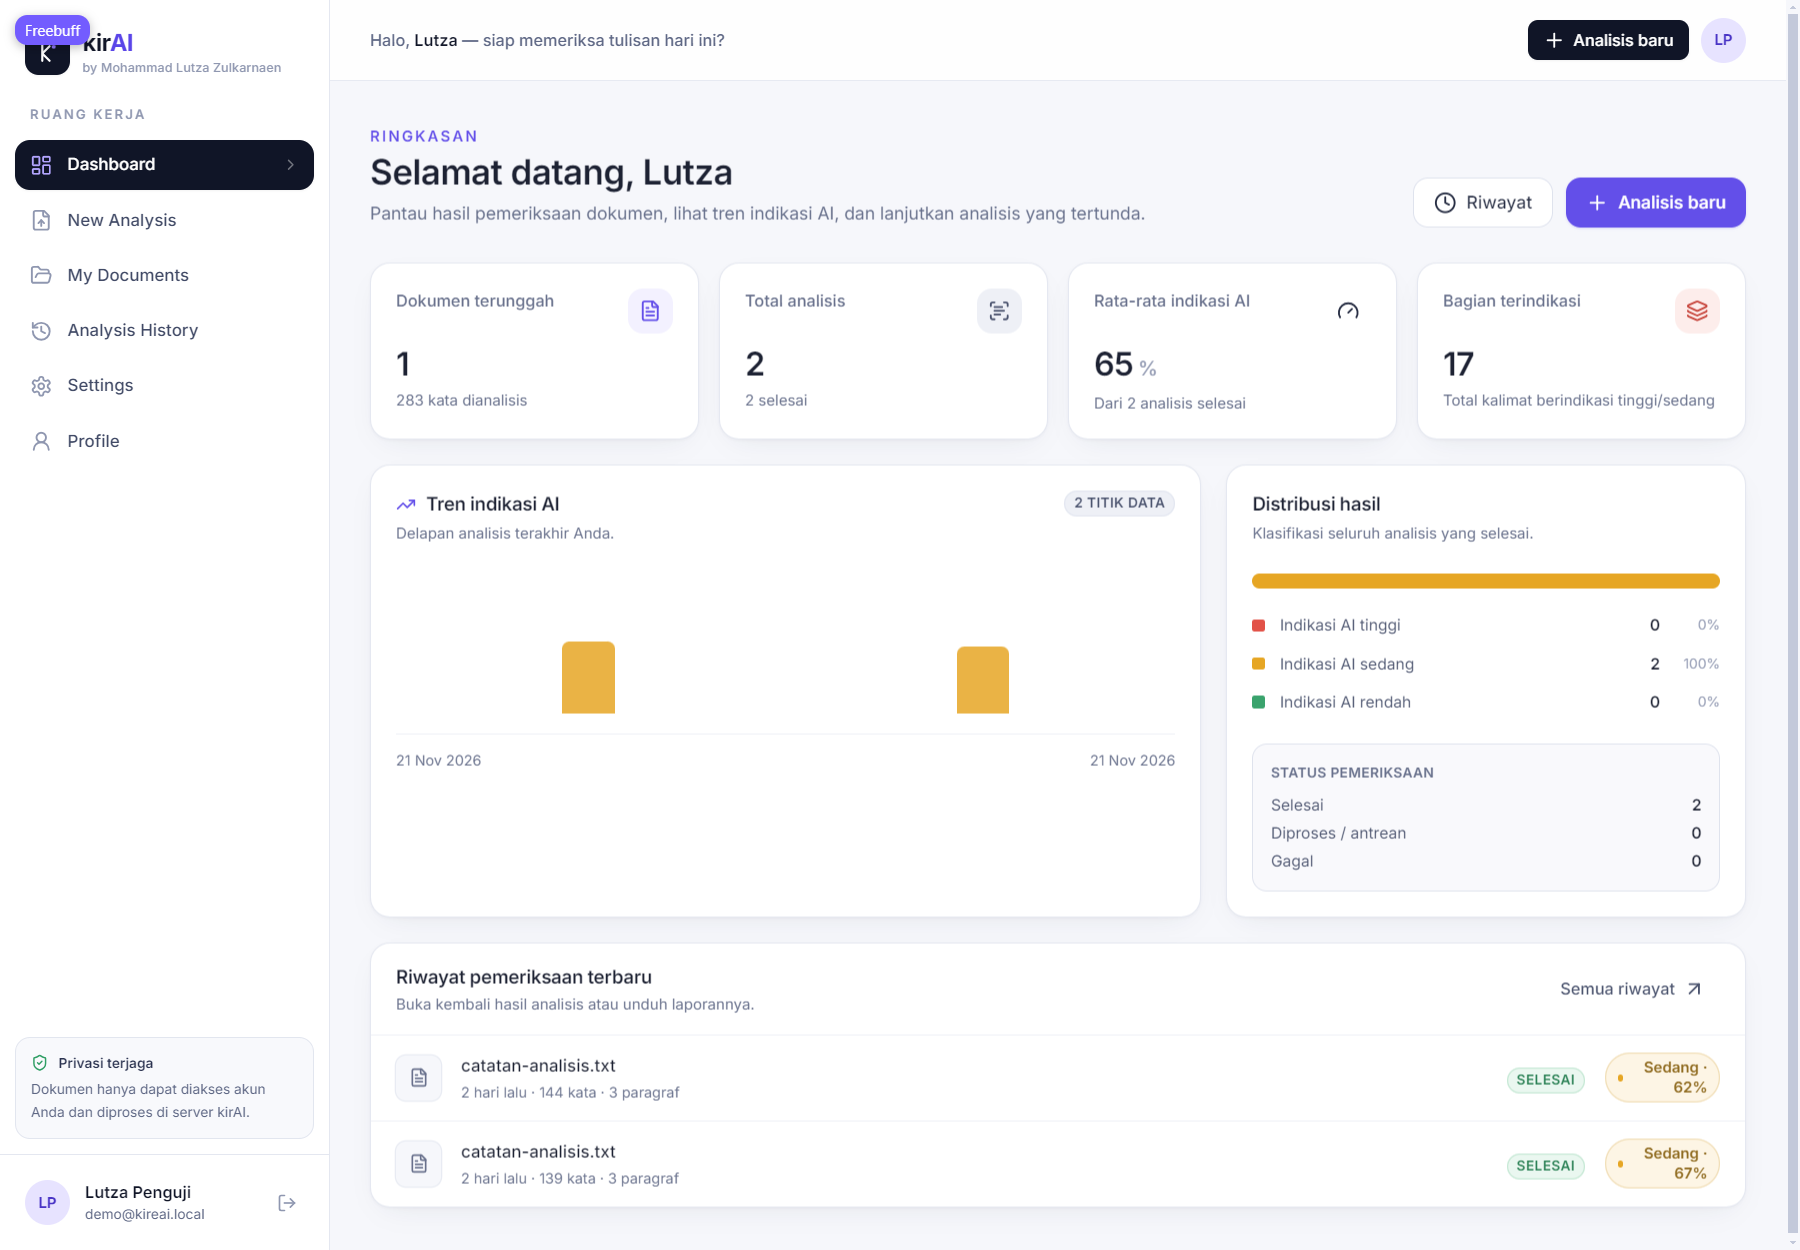 Freebuff
kirAI
by Mohammad Lutza Zulkarnaen
RUANG KERJA
Dashboard
New Analysis
My Documents
Analysis History
Settings
Profile
Privasi terjaga
Dokumen hanya dapat diakses akun
Anda dan diproses di server kirAI.
LP
Lutza Penguji
demo@kireai.local
Halo, Lutza — siap memeriksa tulisan hari ini?
Analisis baru
LP
RINGKASAN
Selamat datang, Lutza
Pantau hasil pemeriksaan dokumen, lihat tren indikasi AI, dan lanjutkan analisis yang tertunda.
Riwayat
Analisis baru
Dokumen terunggah
1
283 kata dianalisis
Total analisis
2
2 selesai
Rata-rata indikasi AI
65 %
Dari 2 analisis selesai
Bagian terindikasi
17
Total kalimat berindikasi tinggi/sedang
Tren indikasi AI
2 TITIK DATA
Delapan analisis terakhir Anda.
21 Nov 2026
21 Nov 2026
Distribusi hasil
Klasifikasi seluruh analisis yang selesai.
Indikasi AI tinggi 0 0%
Indikasi AI sedang 2 100%
Indikasi AI rendah 0 0%
STATUS PEMERIKSAAN
Selesai 2
Diproses / antrean 0
Gagal 0
Riwayat pemeriksaan terbaru
Buka kembali hasil analisis atau unduh laporannya.
Semua riwayat
catatan-analisis.txt
2 hari lalu · 144 kata · 3 paragraf
SELESAI
Sedang ·
62%
catatan-analisis.txt
2 hari lalu · 139 kata · 3 paragraf
SELESAI
Sedang ·
67%